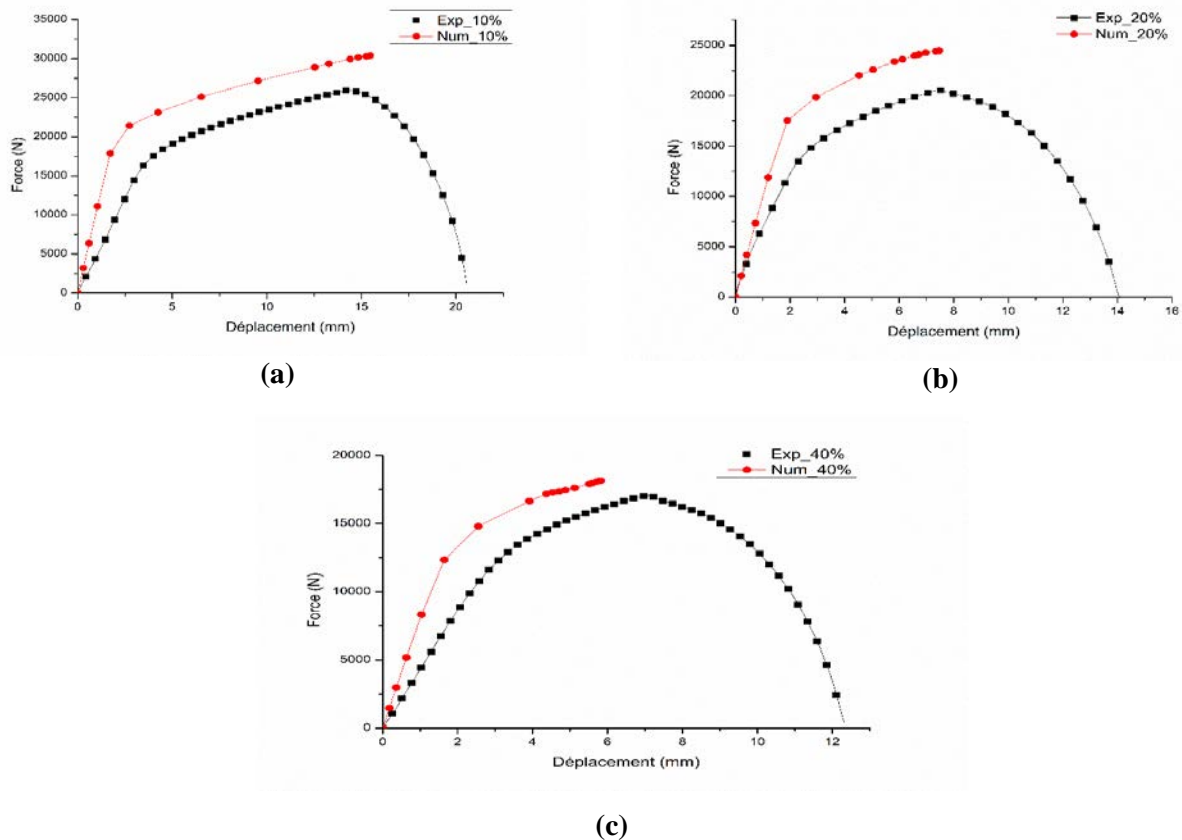 35000
30000
25000
20000
15000
10000
5000
0
Force (N)
Exp_10%
Num_10%
0 5 10 15 20
Déplacement (mm)
(a)
25000
20000
15000
10000
5000
0
Force (N)
Exp_20%
Num_20%
0 2 4 6 8 10 12 14 16
Déplacement (mm)
(b)
20000
15000
10000
5000
0
Force (N)
Exp_40%
Num_40%
0 2 4 6 8 10 12
Déplacement (mm)
(c)